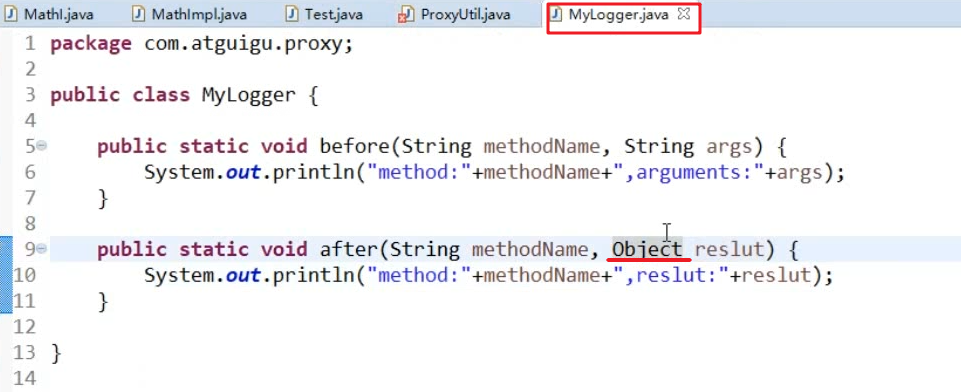 MathI.java MathImpl.java Test.java ProxyUtil.java MyLogger.java
1 package com.atguigu.proxy;
2
3 public class MyLogger {
4
5 public static void before(String methodName, String args) {
6 System.out.println("method:"+methodName+",arguments:"+args);
7 }
8
9 public static void after(String methodName, Object reslut) {
10 System.out.println("method:"+methodName+",reslut:"+reslut);
11 }
12
13 }
14